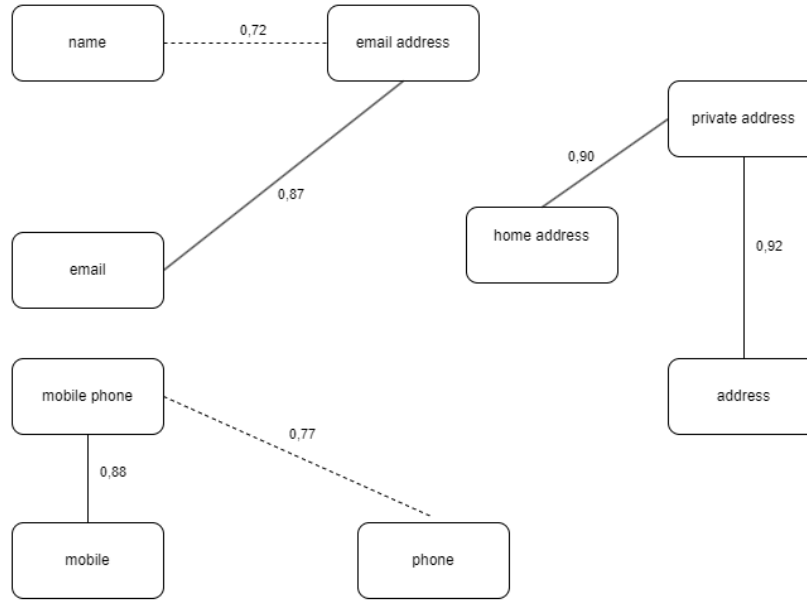 name
0,72
email address
private address
0,90
0,87
home address
0,92
email
mobile phone
address
0,77
0,88
mobile
phone